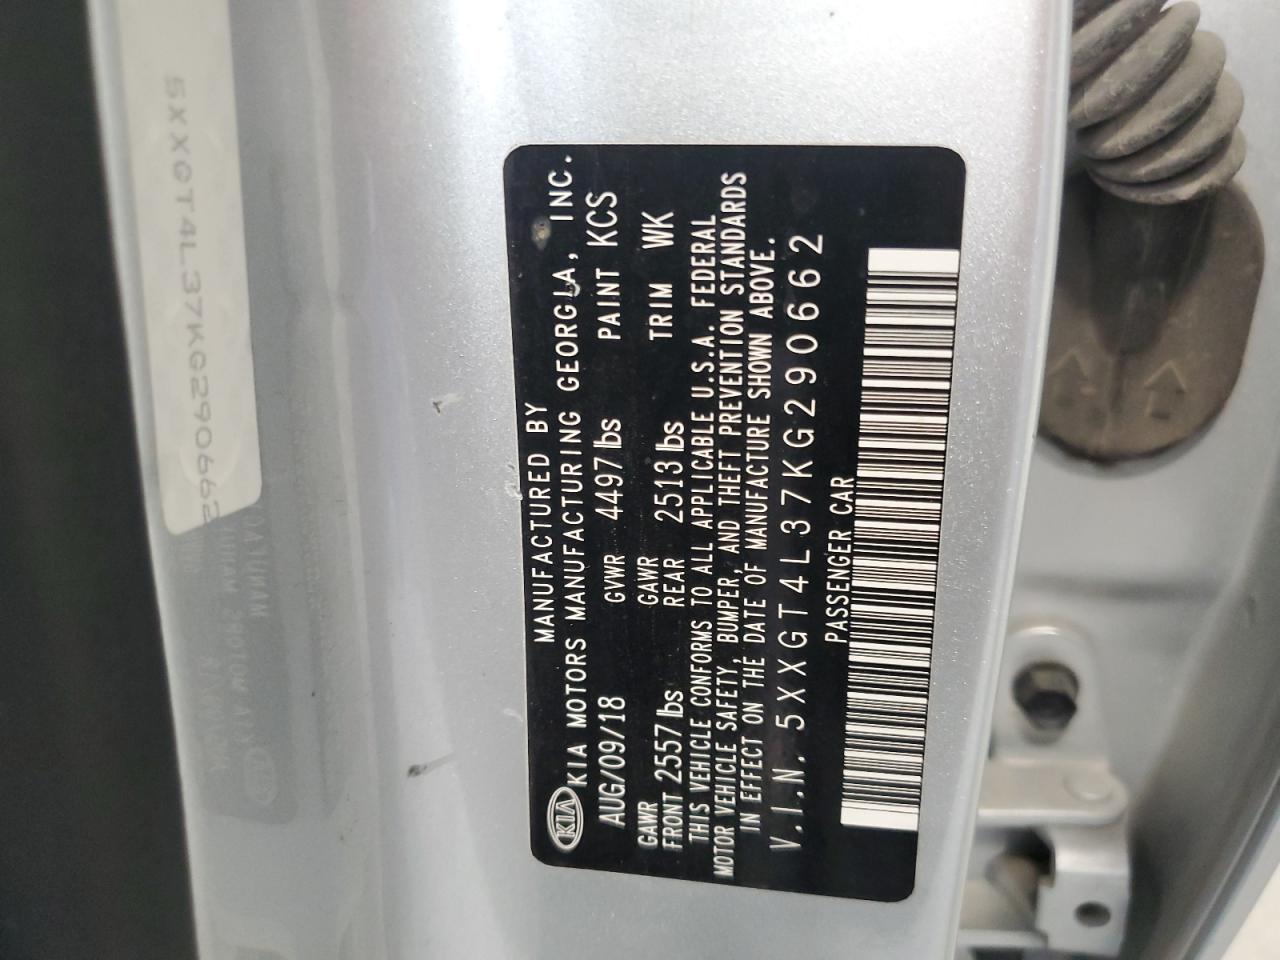 MANUFACTURED BY
KIA KIA MOTORS MANUFACTURING GEORGIA, INC.
AUG/09/18 GVWR 4497 lbs PAINT KCS
GAWR FRONT 2557 lbs GAWR REAR 2513 lbs TRIM WK
THIS VEHICLE CONFORMS TO ALL APPLICABLE U.S.A. FEDERAL
MOTOR VEHICLE SAFETY, BUMPER, AND THEFT PREVENTION STANDARDS
IN EFFECT ON THE DATE OF MANUFACTURE SHOWN ABOVE.
V.I.N. 5XXGT4L37KG290662
PASSENGER CAR
5XXGT4L37KG290662